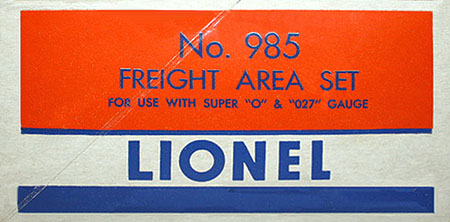 No. 985
FREIGHT AREA SET
FOR USE WITH SUPER "O" & "027" GAUGE
LIONEL